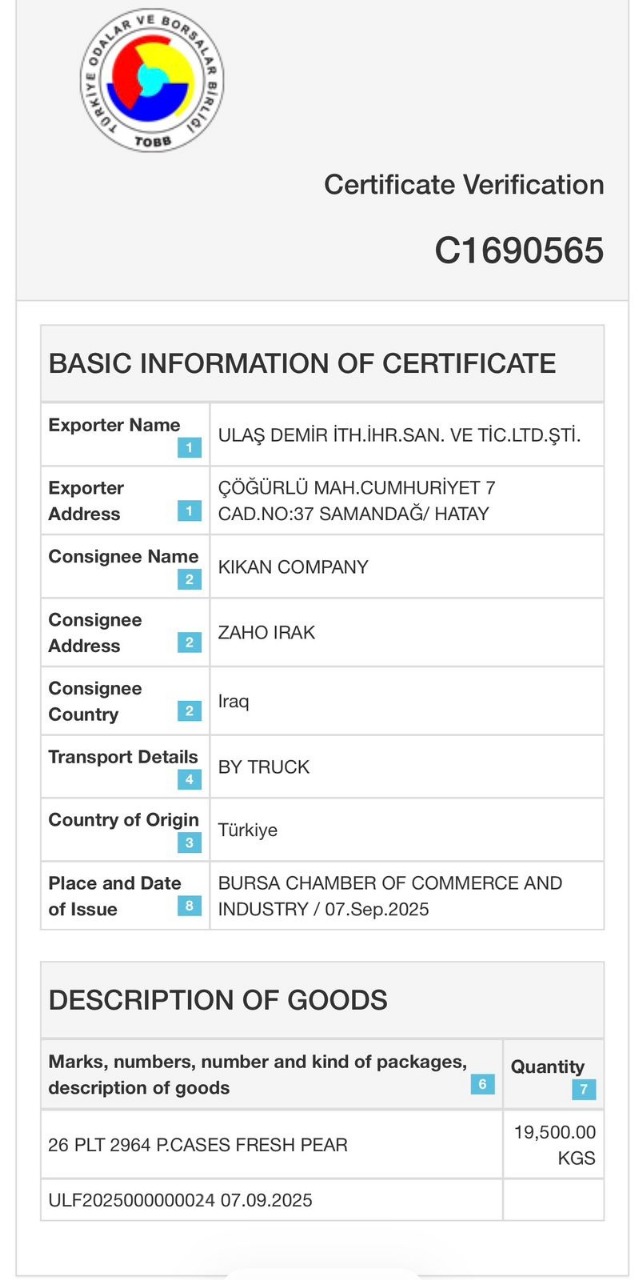 TÜRKİYE ODALAR VE BORSALAR BİRLİĞİ
TOBB
Certificate Verification
C1690565
BASIC INFORMATION OF CERTIFICATE
Exporter Name 1
ULAŞ DEMİR İTH.İHR.SAN. VE TİC.LTD.ŞTİ.
Exporter
Address 1
ÇÖĞÜRLÜ MAH.CUMHURİYET 7
CAD.NO:37 SAMANDAĞ/ HATAY
Consignee Name 2
KIKAN COMPANY
Consignee
Address 2
ZAHO IRAK
Consignee
Country 2
Iraq
Transport Details 4
BY TRUCK
Country of Origin 3
Türkiye
Place and Date
of Issue 8
BURSA CHAMBER OF COMMERCE AND
INDUSTRY / 07.Sep.2025
DESCRIPTION OF GOODS
Marks, numbers, number and kind of packages,
description of goods 6
Quantity 7
26 PLT 2964 P.CASES FRESH PEAR
19,500.00
KGS
ULF2025000000024 07.09.2025